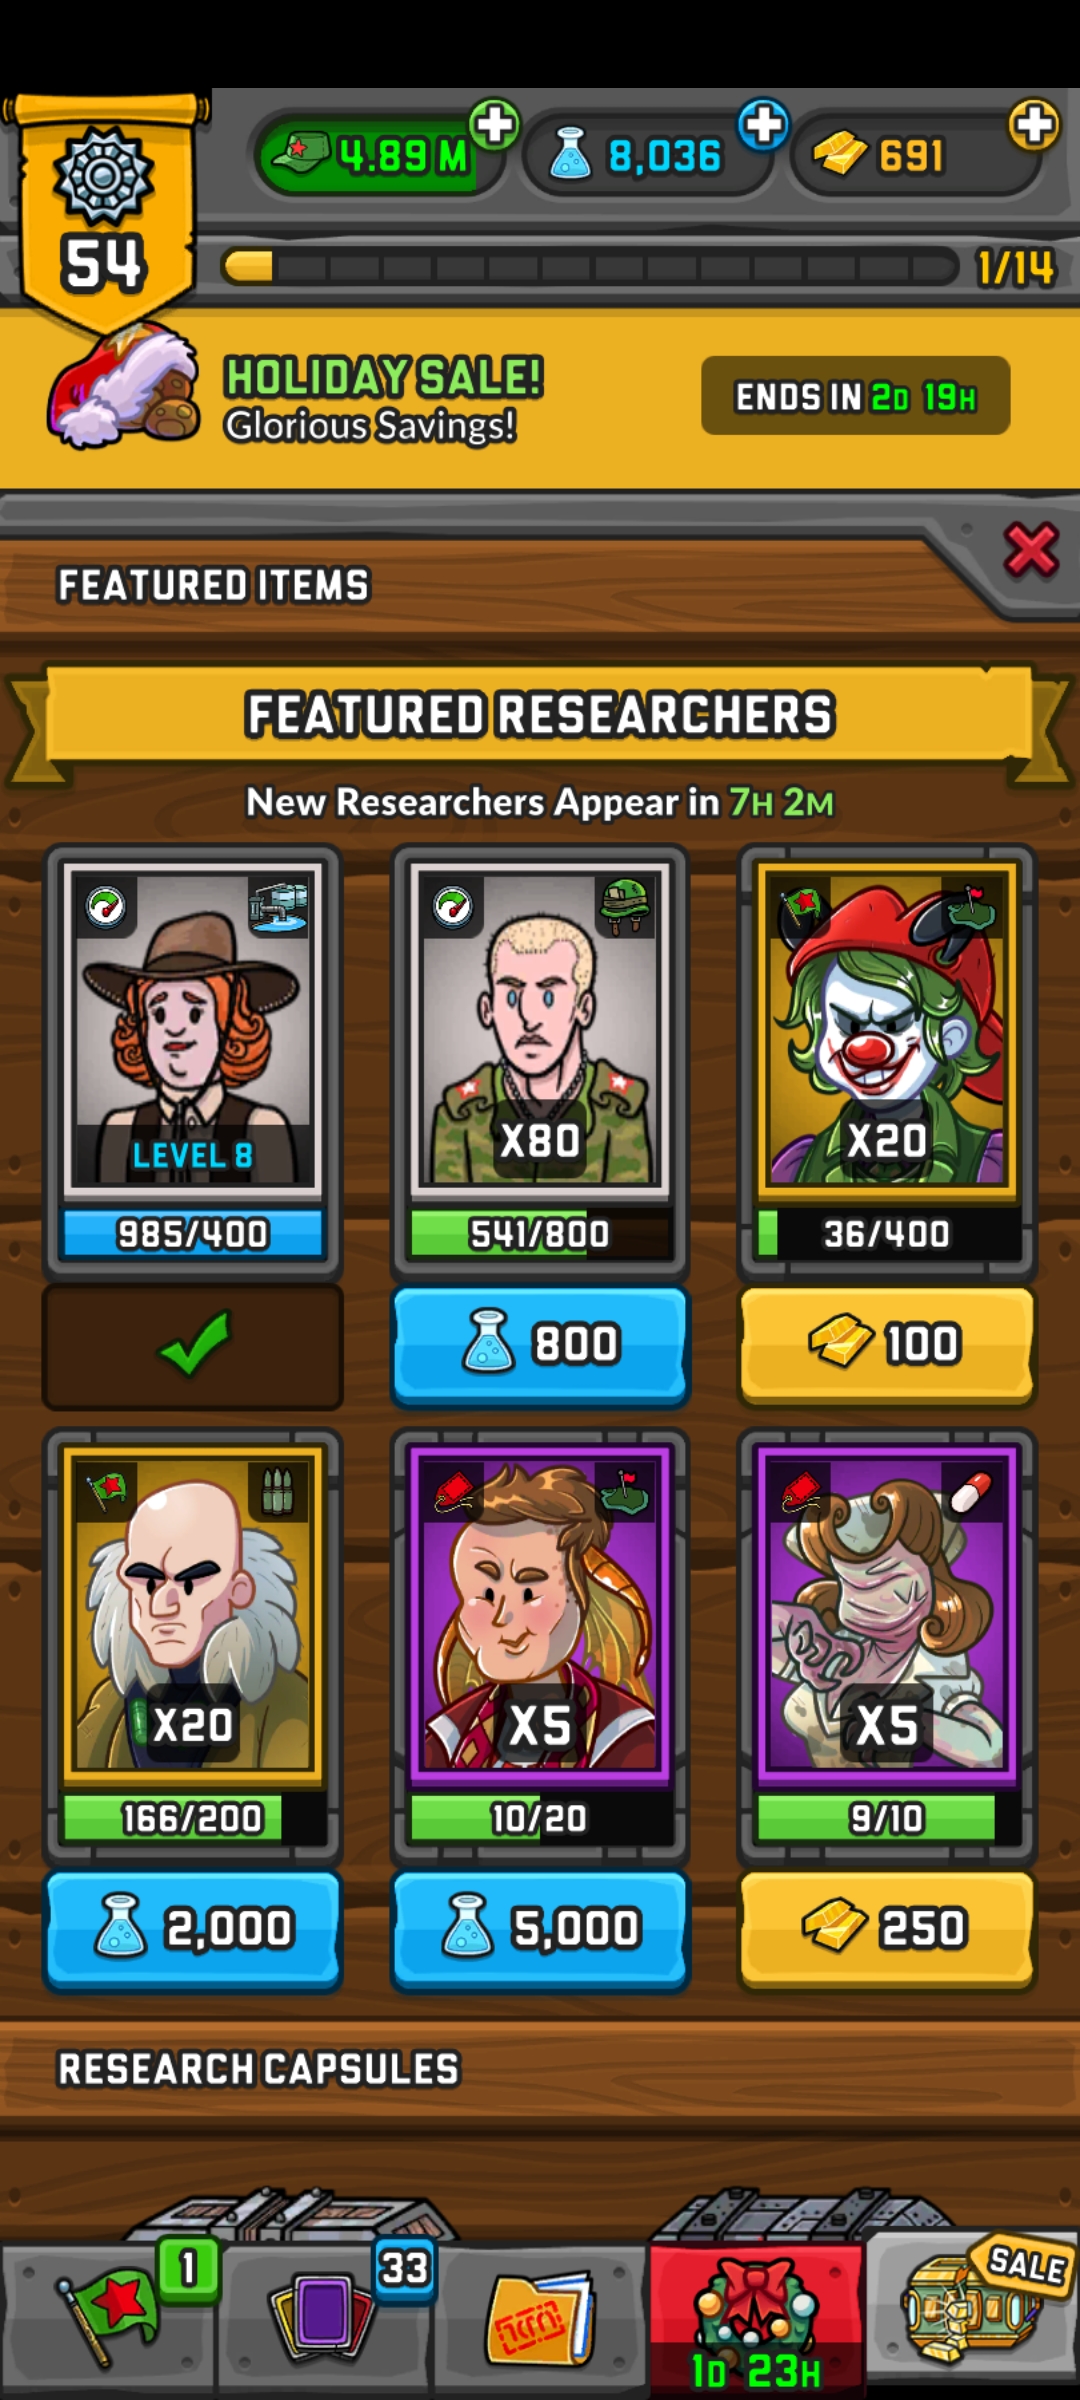 4.89 M
8,036
691
54
1/14
HOLIDAY SALE!
Glorious Savings!
ENDS IN 2D 19H
FEATURED ITEMS
FEATURED RESEARCHERS
New Researchers Appear in 7H 2M
LEVEL 8
X80
X20
985/400
541/800
36/400
800
100
X20
X5
X5
166/200
10/20
9/10
2,000
5,000
250
RESEARCH CAPSULES
1
33
SALE
1D 23H